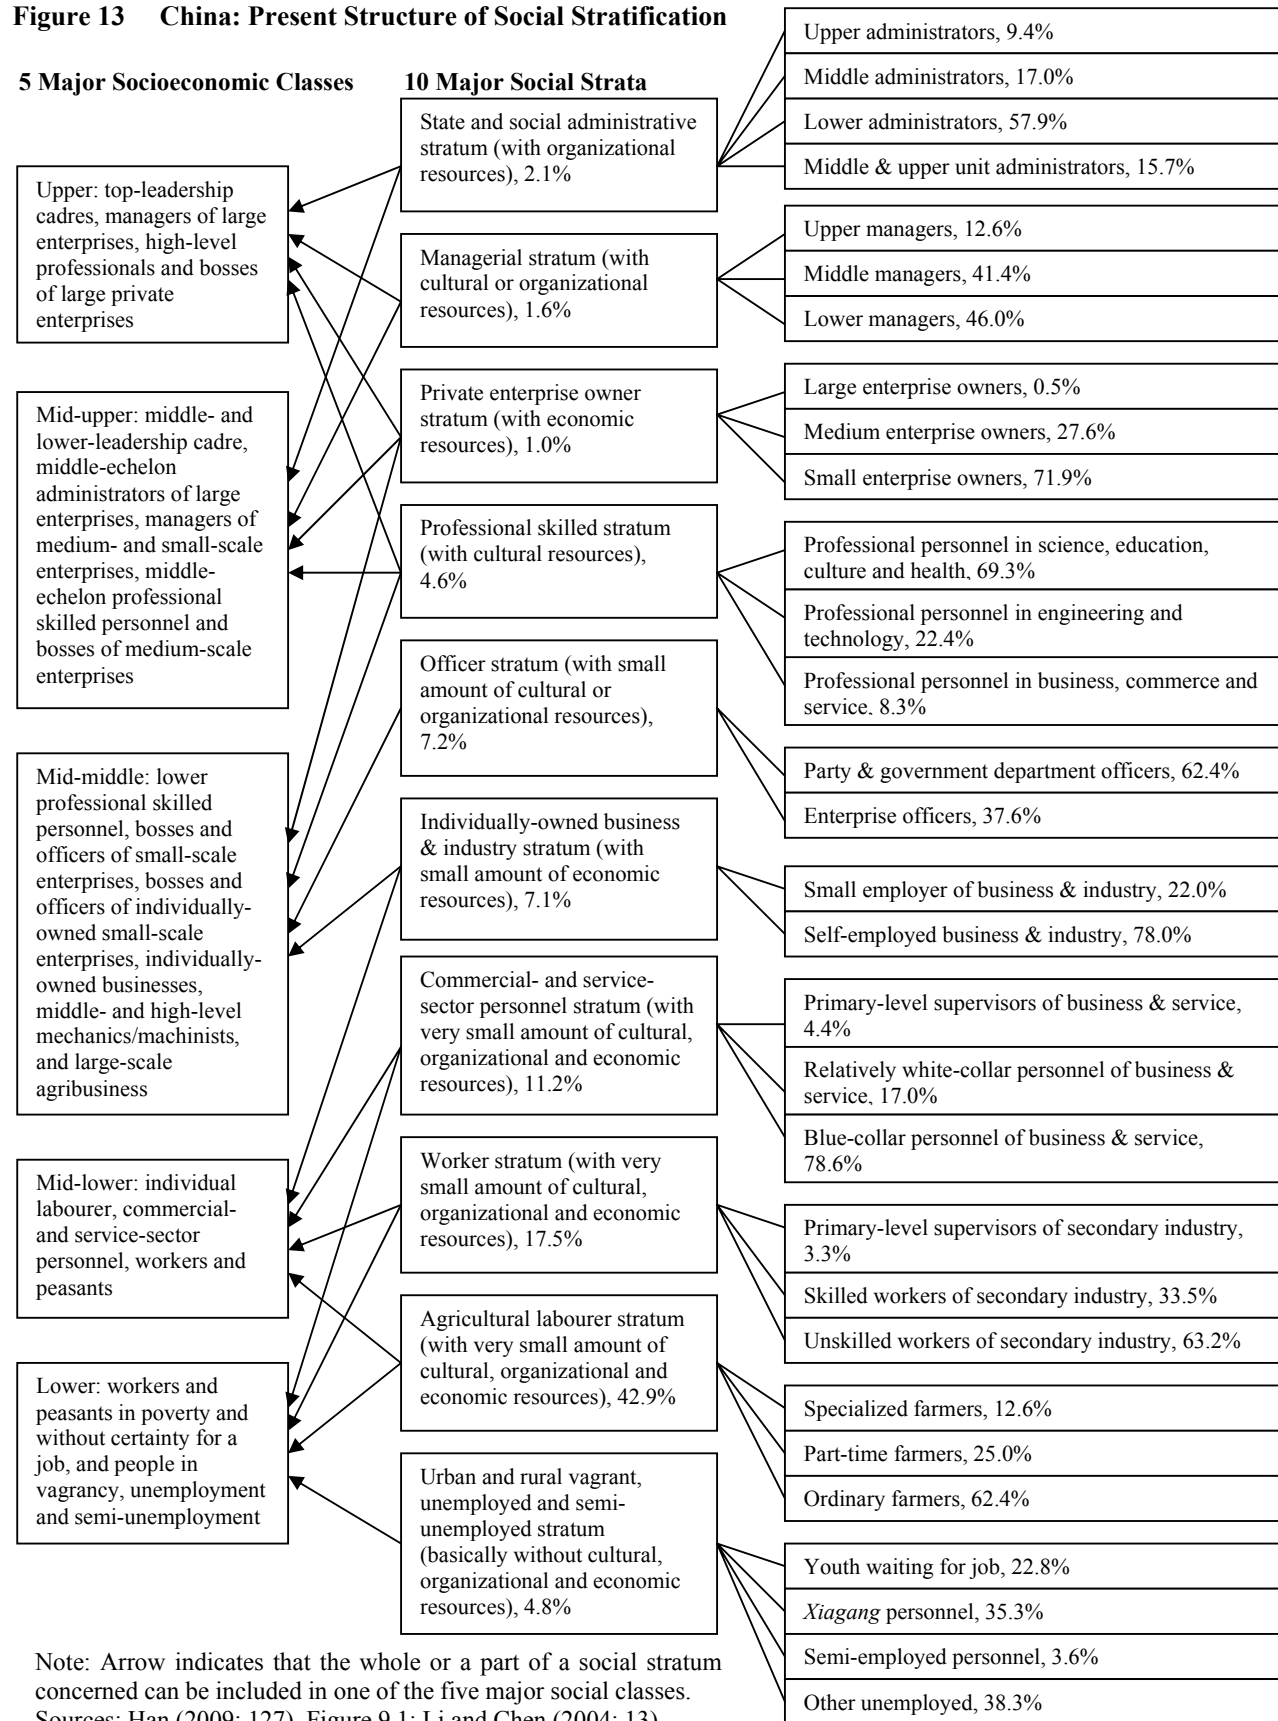 Figure 13 China: Present Structure of Social Stratification
5 Major Socioeconomic Classes
Upper: top-leadership
cadres, managers of large
enterprises, high-level
professionals and bosses
of large private
enterprises
Mid-upper: middle- and
lower-leadership cadre,
middle-echelon
administrators of large
enterprises, managers of
medium- and small-scale
enterprises, middle-
echelon professional
skilled personnel and
bosses of medium-scale
enterprises
Mid-middle: lower
professional skilled
personnel, bosses and
officers of small-scale
enterprises, bosses and
officers of individually-
owned small-scale
enterprises, individually-
owned businesses,
middle- and high-level
mechanics/machinists,
and large-scale
agribusiness
Mid-lower: individual
labourer, commercial-
and service-sector
personnel, workers and
peasants
Lower: workers and
peasants in poverty and
without certainty for a
job, and people in
vagrancy, unemployment
and semi-unemployment
10 Major Social Strata
State and social administrative
stratum (with organizational
resources), 2.1%
Managerial stratum (with
cultural or organizational
resources), 1.6%
Private enterprise owner
stratum (with economic
resources), 1.0%
Professional skilled stratum
(with cultural resources),
4.6%
Officer stratum (with small
amount of cultural or
organizational resources),
7.2%
Individually-owned business
& industry stratum (with
small amount of economic
resources), 7.1%
Commercial- and service-
sector personnel stratum (with
very small amount of cultural,
organizational and economic
resources), 11.2%
Worker stratum (with very
small amount of cultural,
organizational and economic
resources), 17.5%
Agricultural labourer stratum
(with very small amount of
cultural, organizational and
economic resources), 42.9%
Urban and rural vagrant,
unemployed and semi-
unemployed stratum
(basically without cultural,
organizational and economic
resources), 4.8%
Upper administrators, 9.4%
Middle administrators, 17.0%
Lower administrators, 57.9%
Middle & upper unit administrators, 15.7%
Upper managers, 12.6%
Middle managers, 41.4%
Lower managers, 46.0%
Large enterprise owners, 0.5%
Medium enterprise owners, 27.6%
Small enterprise owners, 71.9%
Professional personnel in science, education,
culture and health, 69.3%
Professional personnel in engineering and
technology, 22.4%
Professional personnel in business, commerce and
service, 8.3%
Party & government department officers, 62.4%
Enterprise officers, 37.6%
Small employer of business & industry, 22.0%
Self-employed business & industry, 78.0%
Primary-level supervisors of business & service,
4.4%
Relatively white-collar personnel of business &
service, 17.0%
Blue-collar personnel of business & service,
78.6%
Primary-level supervisors of secondary industry,
3.3%
Skilled workers of secondary industry, 33.5%
Unskilled workers of secondary industry, 63.2%
Specialized farmers, 12.6%
Part-time farmers, 25.0%
Ordinary farmers, 62.4%
Youth waiting for job, 22.8%
Xiagang personnel, 35.3%
Semi-employed personnel, 3.6%
Other unemployed, 38.3%
Note: Arrow indicates that the whole or a part of a social stratum
concerned can be included in one of the five major social classes.
Sources: Han (2009: 127), Figure 9.1; Li and Chen (2004: 13)